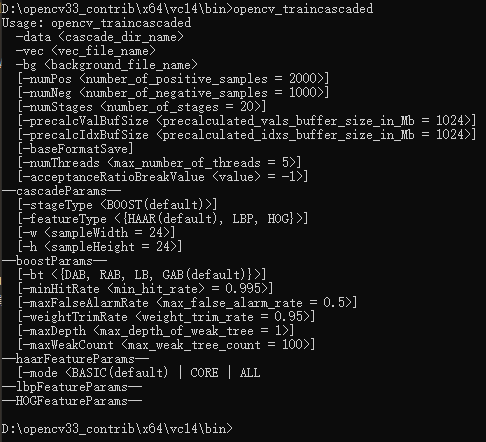 D:\opencv33_contrib\x64\vc14\bin>opencv_traincascaded
Usage: opencv_traincascaded
-data <cascade_dir_name>
-vec <vec_file_name>
-bg <background_file_name>
[-numPos <number_of_positive_samples = 2000>]
[-numNeg <number_of_negative_samples = 1000>]
[-numStages <number_of_stages = 20>]
[-precalcValBufSize <precalculated_vals_buffer_size_in_Mb = 1024>]
[-precalcIdxBufSize <precalculated_idxs_buffer_size_in_Mb = 1024>]
[-baseFormatSave]
[-numThreads <max_number_of_threads = 5>]
[-acceptanceRatioBreakValue <value> = -1>]
--cascadeParams--
[-stageType <BOOST(default)>]
[-featureType <{HAAR(default), LBP, HOG}>]
[-w <sampleWidth = 24>]
[-h <sampleHeight = 24>]
--boostParams--
[-bt <{DAB, RAB, LB, GAB(default)}>]
[-minHitRate <min_hit_rate> = 0.995>]
[-maxFalseAlarmRate <max_false_alarm_rate = 0.5>]
[-weightTrimRate <weight_trim_rate = 0.95>]
[-maxDepth <max_depth_of_weak_tree = 1>]
[-maxWeakCount <max_weak_tree_count = 100>]
--haarFeatureParams--
[-mode <BASIC(default) | CORE | ALL
--lbpFeatureParams--
--HOGFeatureParams--
D:\opencv33_contrib\x64\vc14\bin>